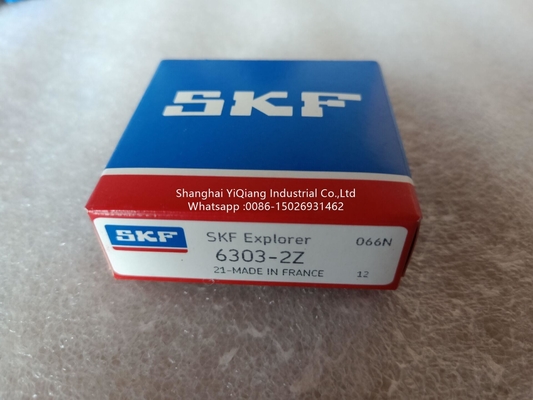 SKF
Shanghai YiQiang Industrial Co.,Ltd
Whatsapp :0086-15026931462
SKF
SKF Explorer
066N
6303-2Z
21-MADE IN FRANCE
12